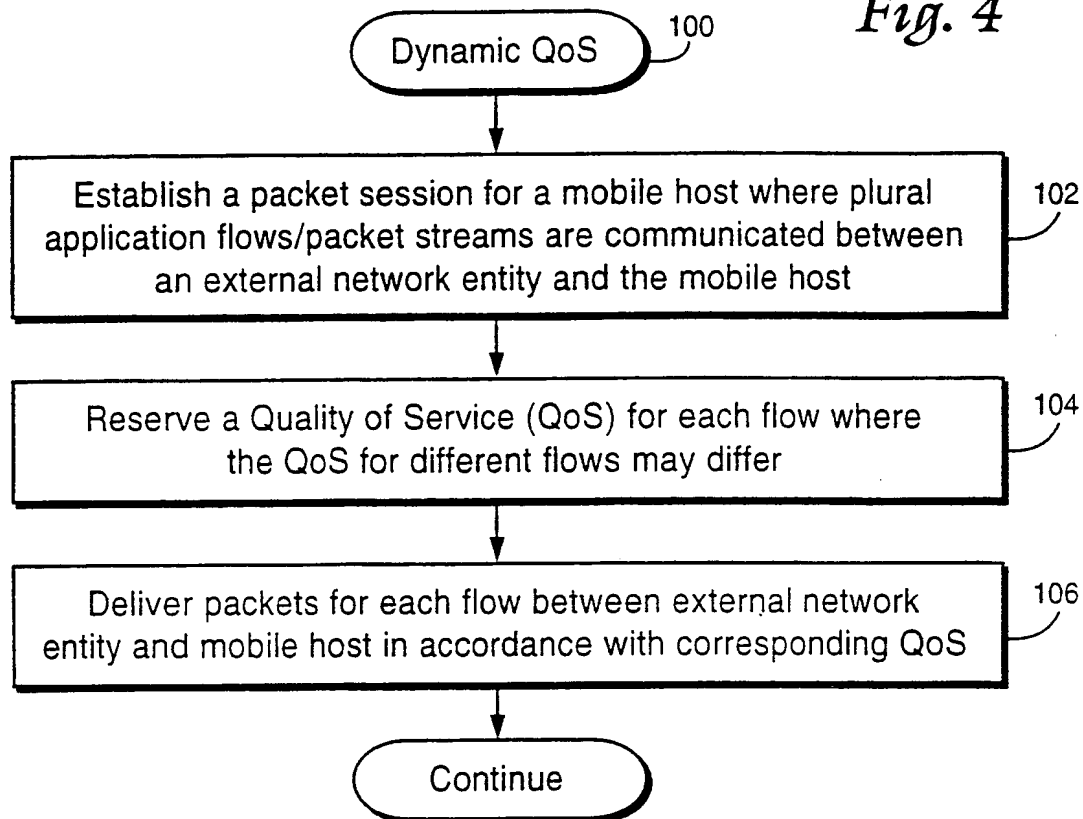 Fig. 4
Dynamic QoS
100
Establish a packet session for a mobile host where plural
application flows/packet streams are communicated between
an external network entity and the mobile host
102
Reserve a Quality of Service (QoS) for each flow where
the QoS for different flows may differ
104
Deliver packets for each flow between external network
entity and mobile host in accordance with corresponding QoS
106
Continue